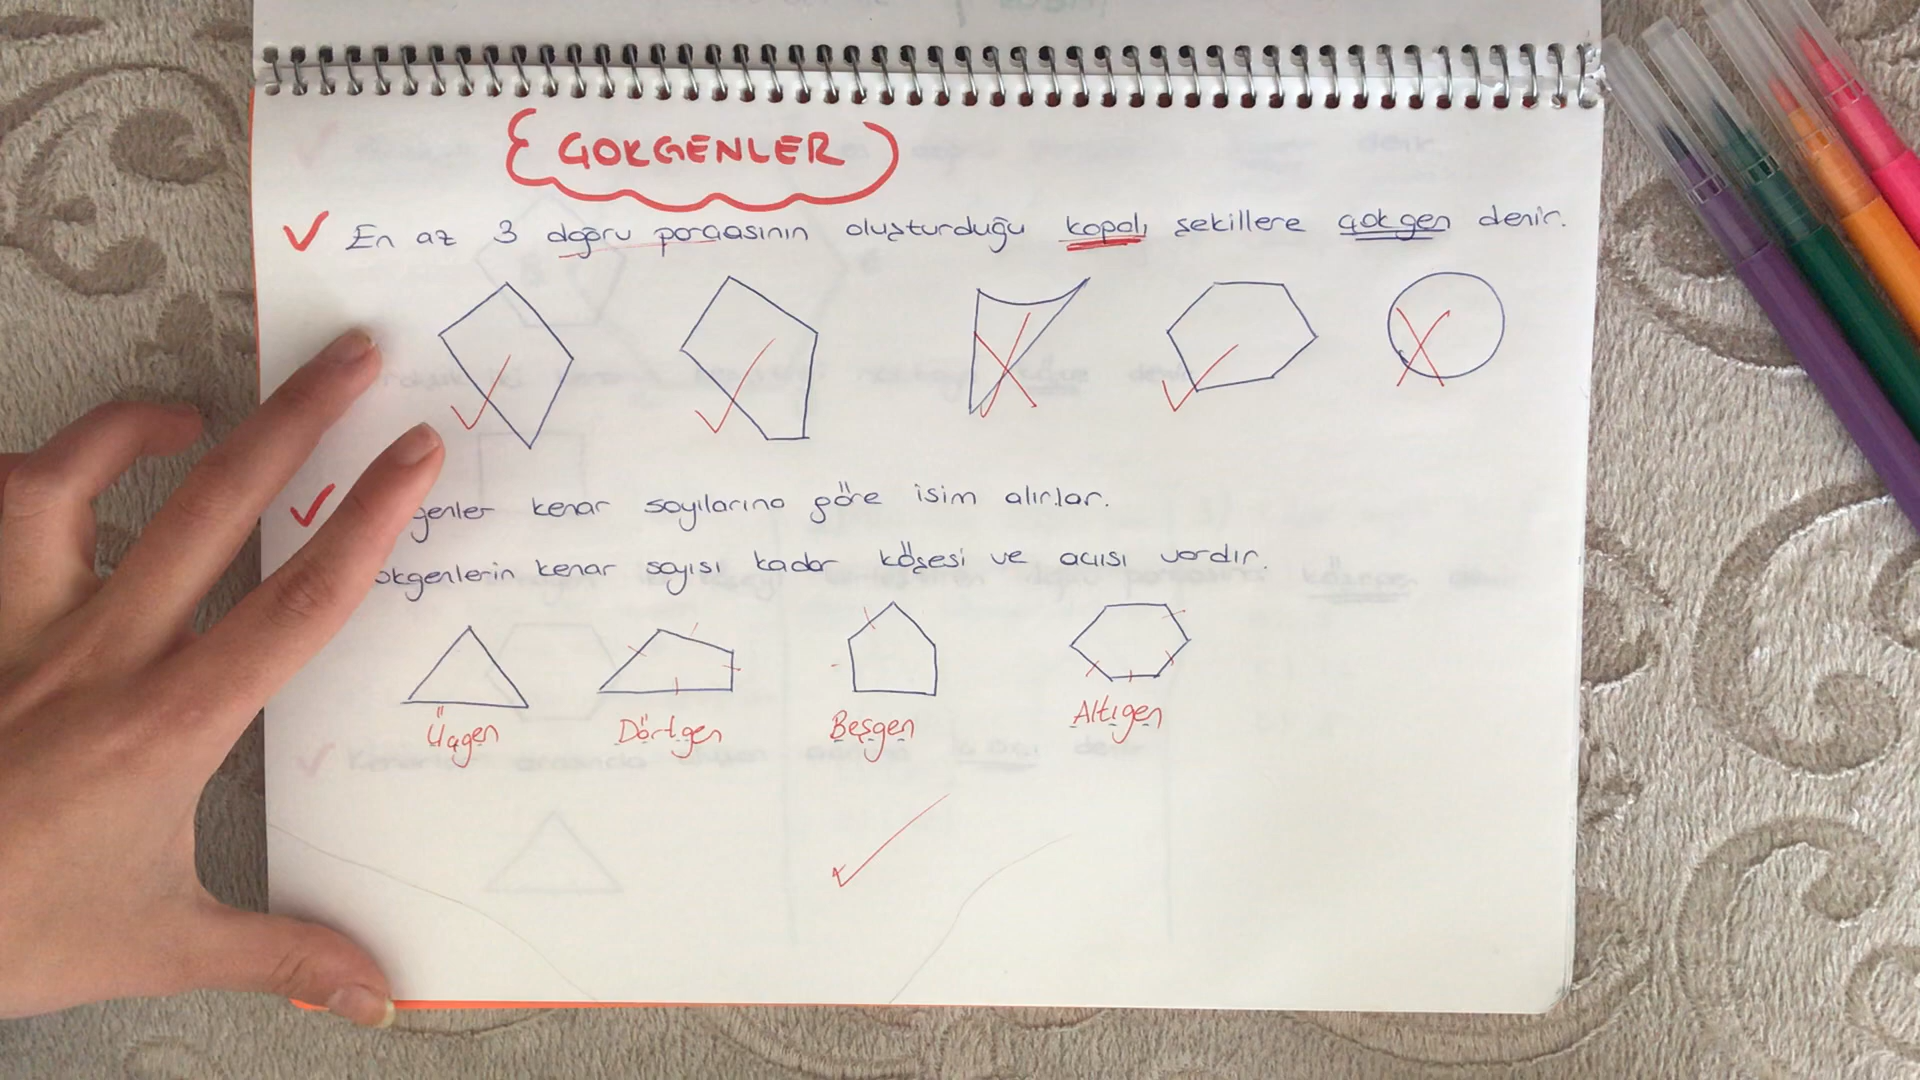 ÇOKGENLER
En az 3 doğru parçasının oluşturduğu kapalı şekillere çokgen denir.
genler kenar sayılarına göre isim alırlar.
okgenlerin kenar sayısı kadar köşesi ve açısı vardır.
Üçgen Dörtgen Beşgen Altıgen